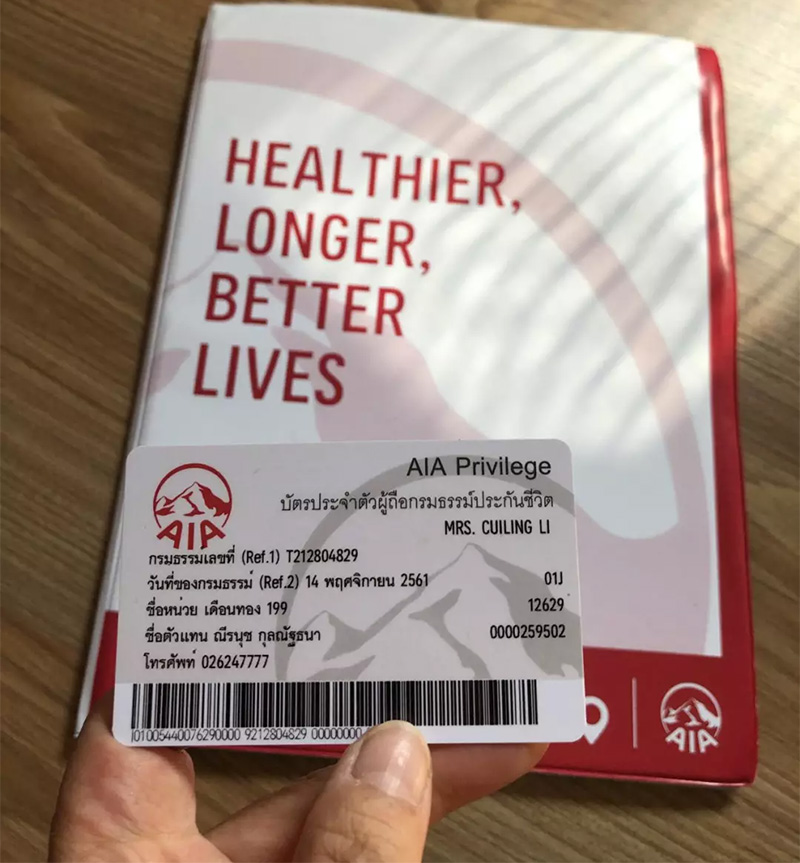 HEALTHIER,
LONGER,
BETTER
LIVES
AIA Privilege
AIA
บัตรประจำตัวผู้ถือกรมธรรม์ประกันชีวิต
MRS. CUILING LI
กรมธรรม์เลขที่ (Ref.1) T212804829
วันที่ของกรมธรรม์ (Ref.2) 14 พฤศจิกายน 2561 01J
ชื่อหน่วย เดือนทอง 199 12629
ชื่อตัวแทน ณีรนุช กุลณัฐธนา 0000259502
โทรศัพท์ 026247777
AIA